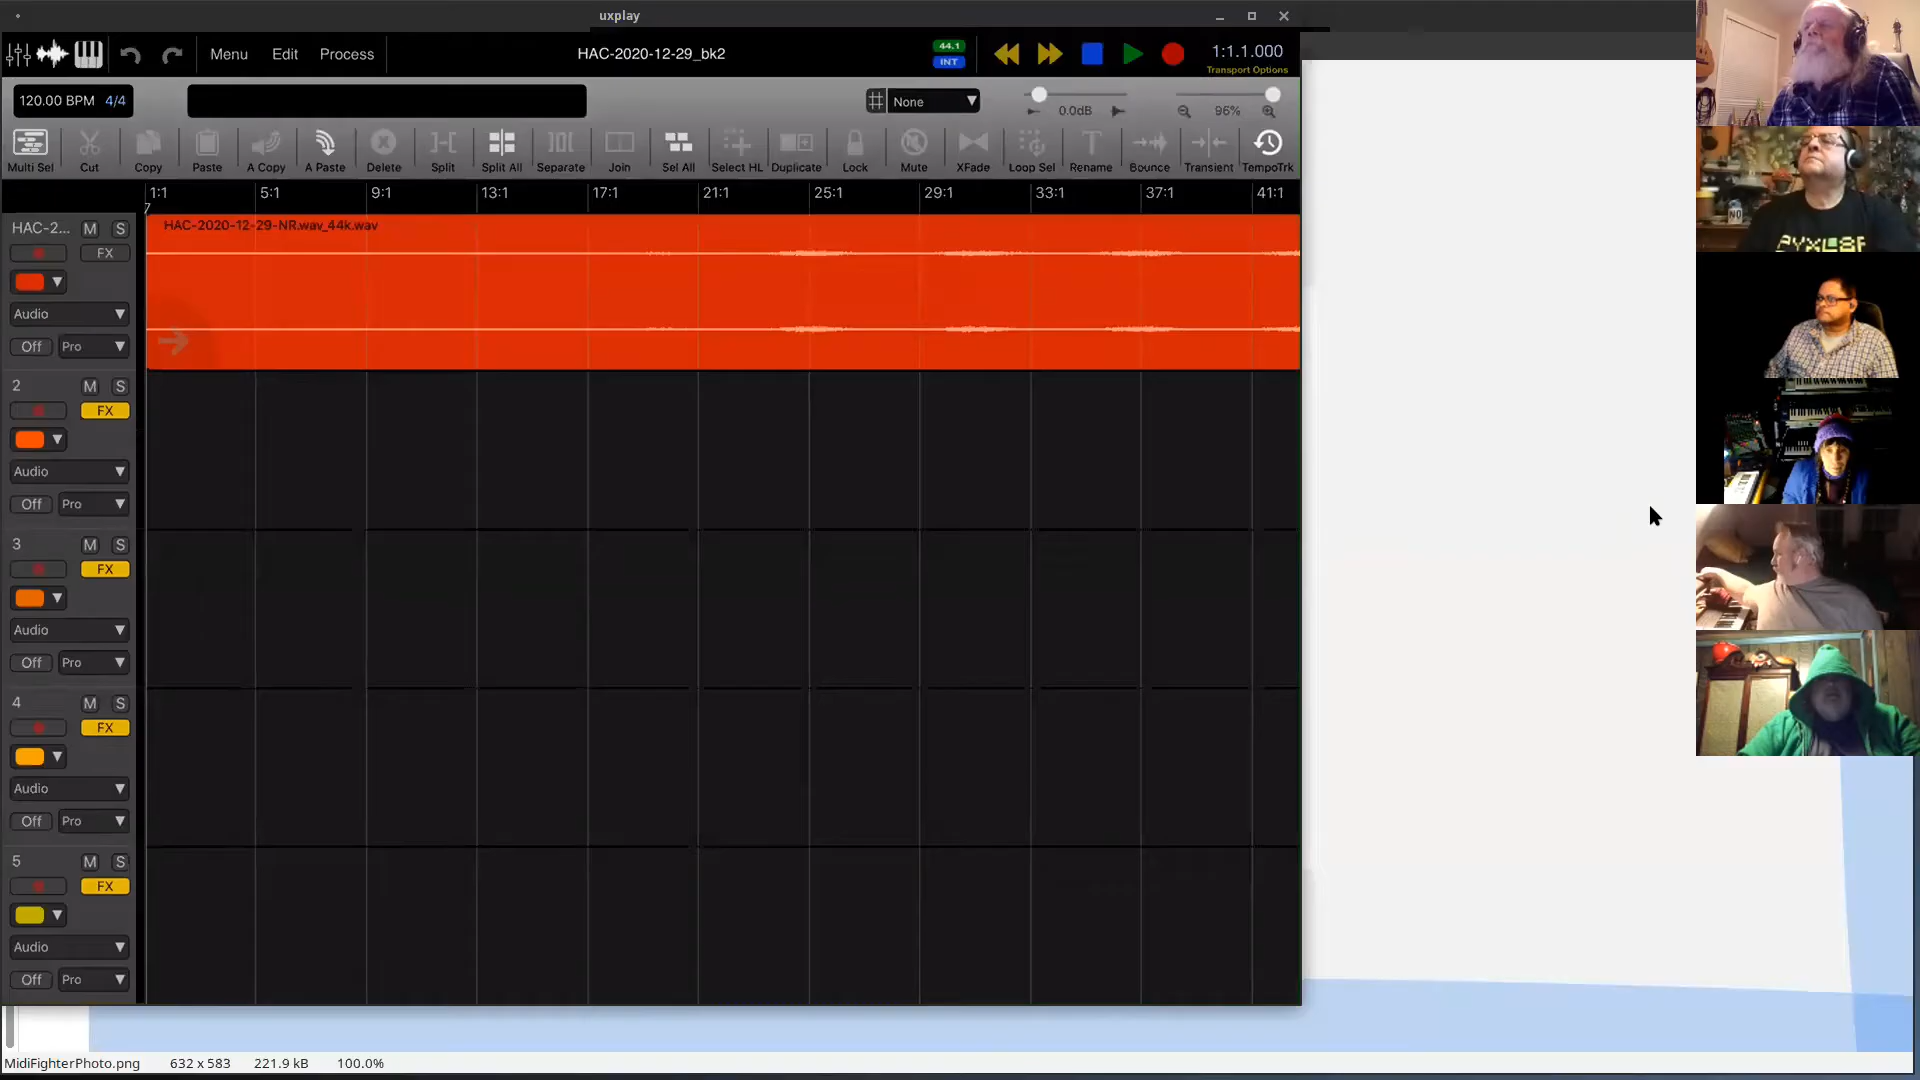 uxplay
Menu Edit Process
HAC-2020-12-29_bk2
44.1
INT
1:1.1.000
Transport Options
120.00 BPM 4/4
None
0.0dB
96%
Multi Sel Cut Copy Paste A Copy A Paste Delete Split Split All Separate Join Sel All Select HL Duplicate Lock Mute XFade Loop Sel Rename Bounce Transient TempoTrk
1:1 5:1 9:1 13:1 17:1 21:1 25:1 29:1 33:1 37:1 41:1
7
HAC-2... M S
HAC-2020-12-29-NR.wav_44k.wav
FX
Audio
Off Pro
2 M S
FX
Audio
Off Pro
3 M S
FX
Audio
Off Pro
4 M S
FX
Audio
Off Pro
5 M S
FX
Audio
Off Pro
MidiFighterPhoto.png 632 x 583 221.9 kB 100.0%
NO